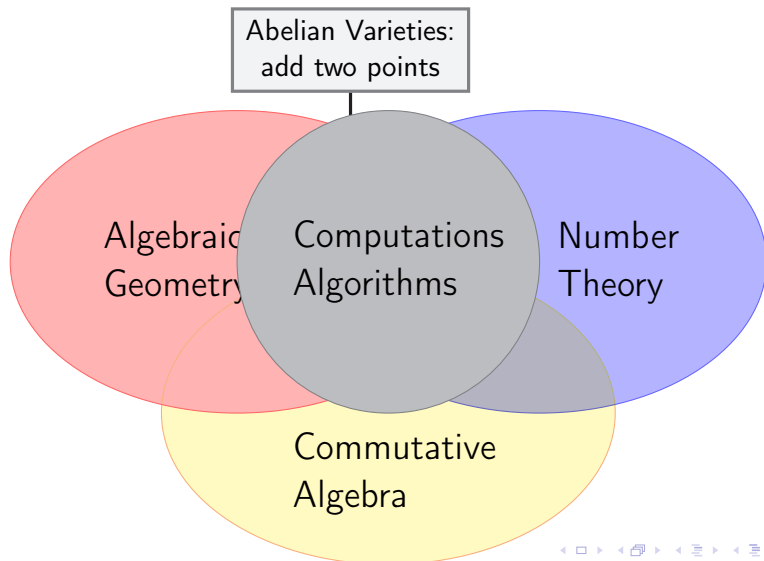 Abelian Varieties:
add two points
Algebraic
Geometry
Computations
Algorithms
Number
Theory
Commutative
Algebra